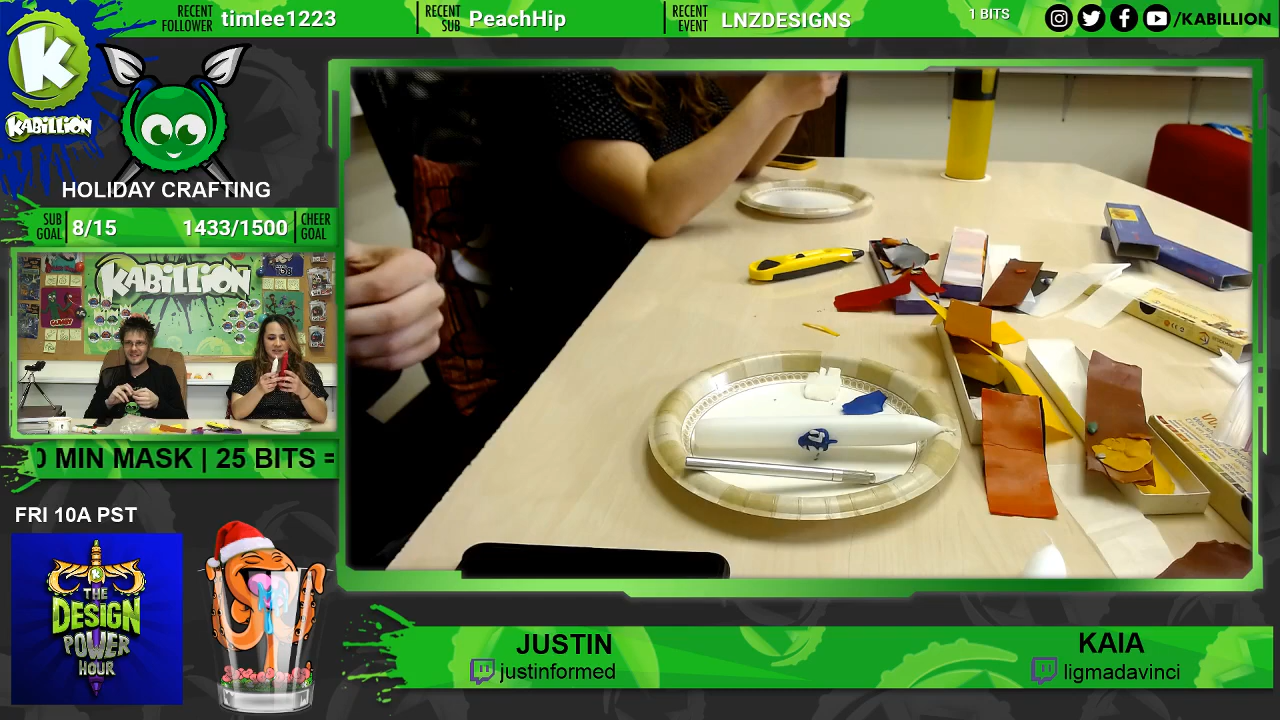 RECENT FOLLOWER timlee1223
RECENT SUB PeachHip
RECENT EVENT LNZDESIGNS
1 BITS
/KABILLION
K
KABILLION
HOLIDAY CRAFTING
SUB GOAL 8/15
1433/1500 CHEER GOAL
KABILLION
0 MIN MASK | 25 BITS =
FRI 10A PST
THE DESIGN POWER HOUR
JUSTIN
justinformed
KAIA
ligmadavinci